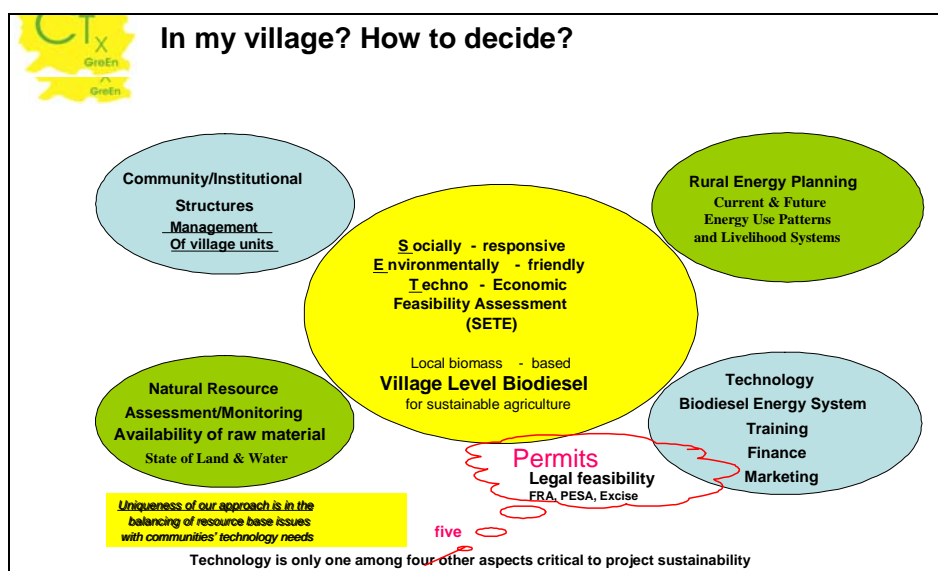 CTx
GreEn
x
GreEn
In my village? How to decide?
Community/Institutional
Structures
Management
Of village units
Rural Energy Planning
Current & Future
Energy Use Patterns
and Livelihood Systems
Socially - responsive
Environmentally - friendly
Techno - Economic
Feasibility Assessment
(SETE)
Local biomass - based
Village Level Biodiesel
for sustainable agriculture
Natural Resource
Assessment/Monitoring
Availability of raw material
State of Land & Water
Technology
Biodiesel Energy System
Training
Finance
Marketing
Permits
Legal feasibility
FRA, PESA, Excise
Uniqueness of our approach is in the
balancing of resource base issues
with communities' technology needs
five
Technology is only one among four other aspects critical to project sustainability